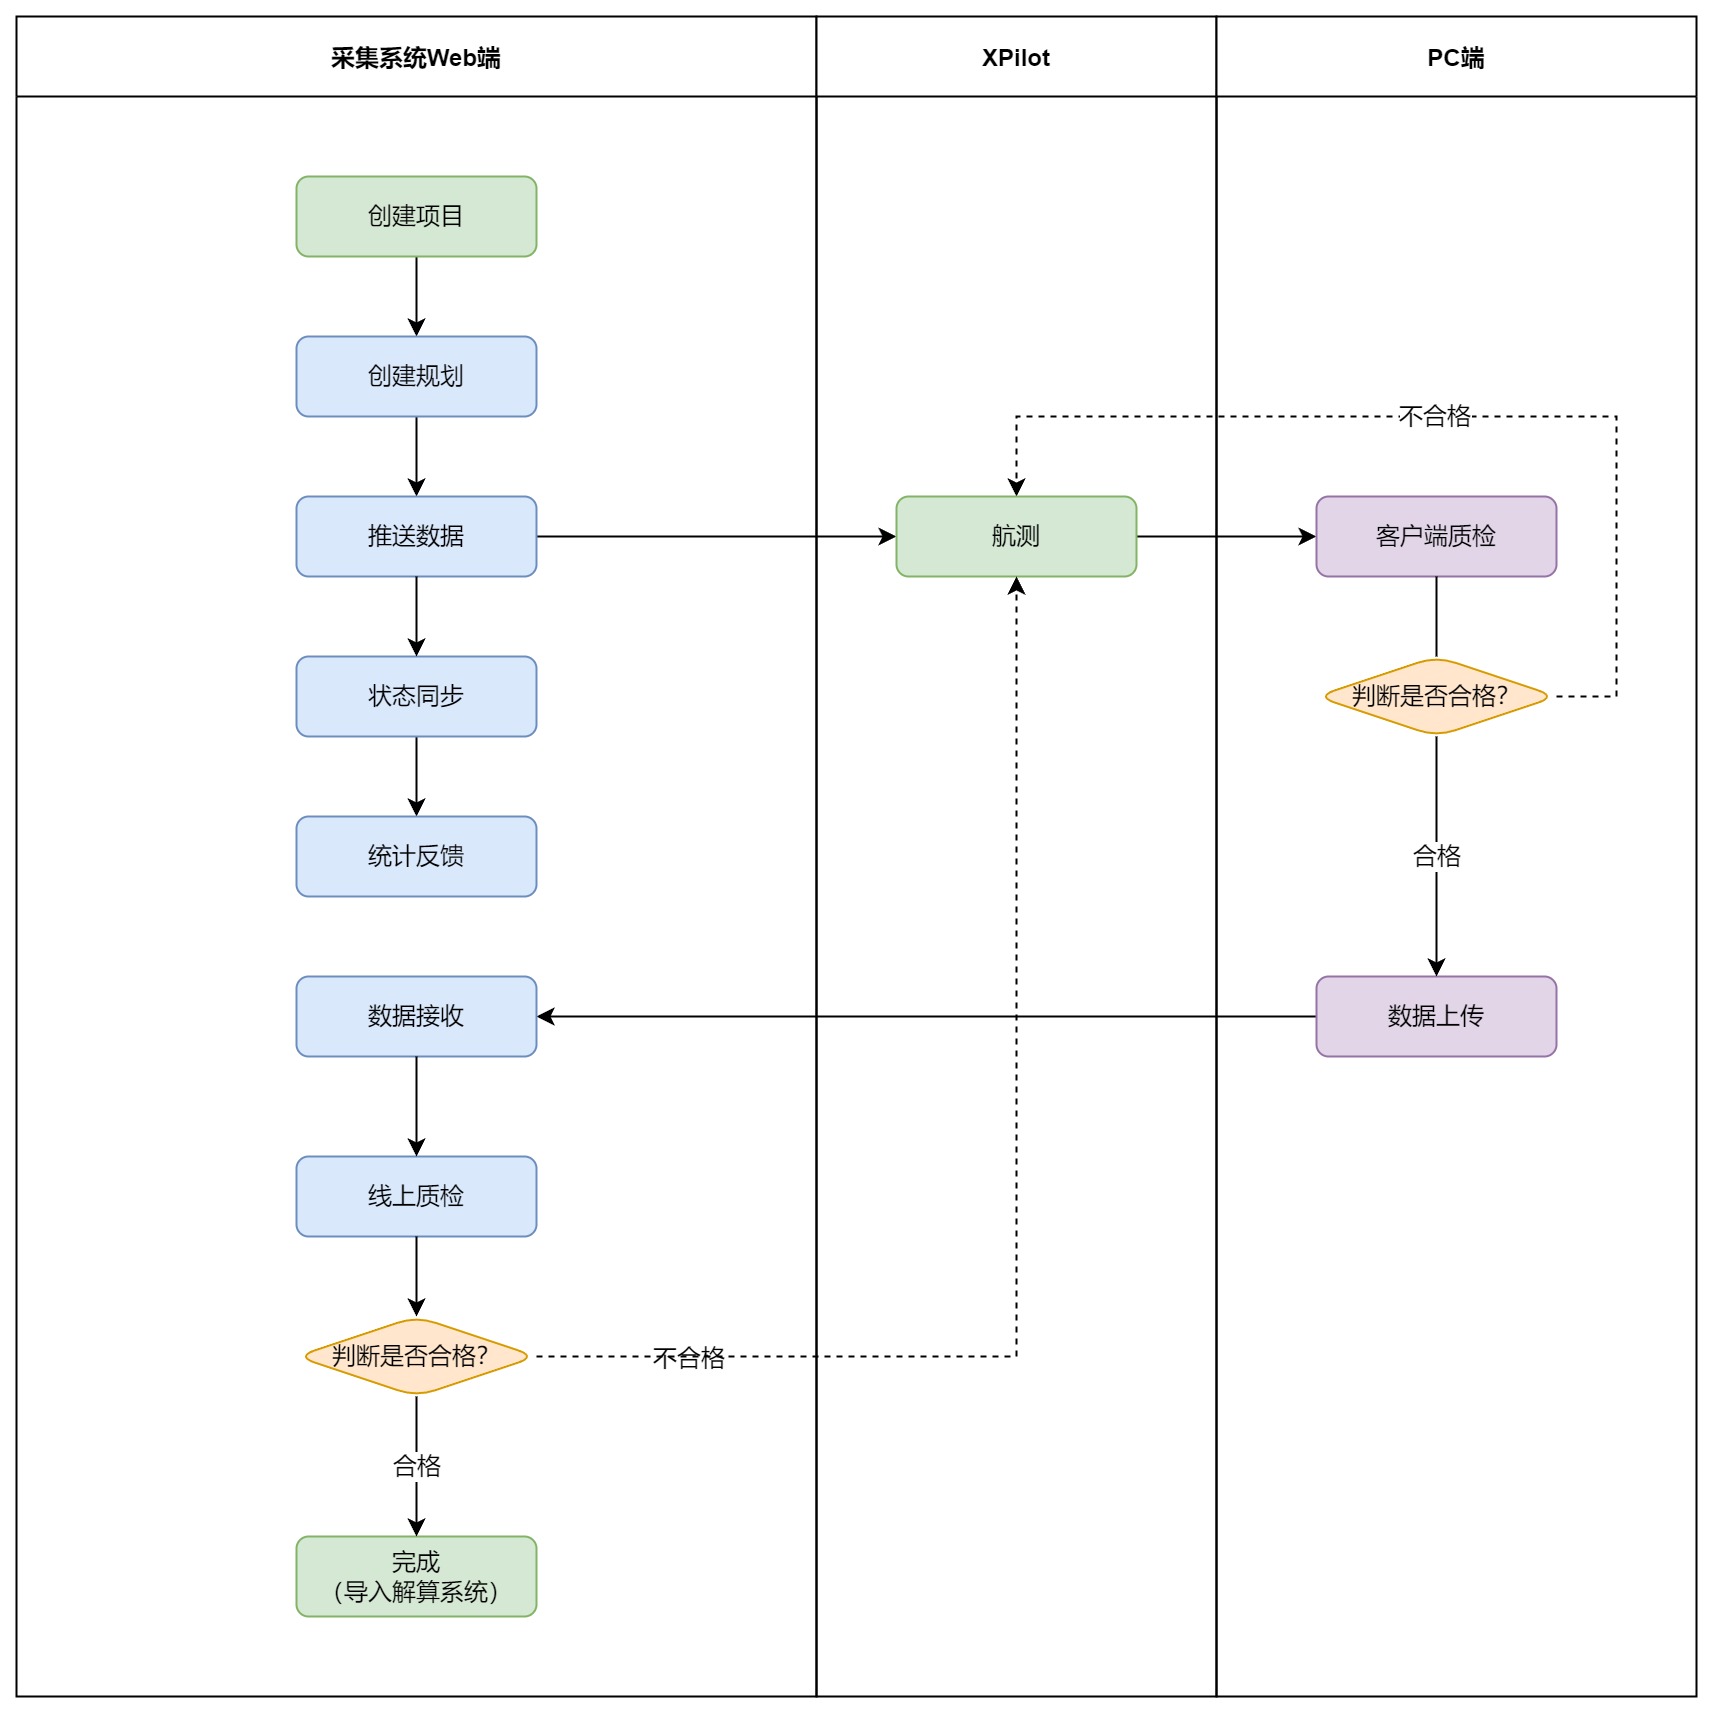 采集系统Web端
XPilot
PC端
创建项目
创建规划
不合格
推送数据
航测
客户端质检
状态同步
判断是否合格？
统计反馈
合格
数据接收
数据上传
线上质检
判断是否合格？
不合格
合格
完成
（导入解算系统）